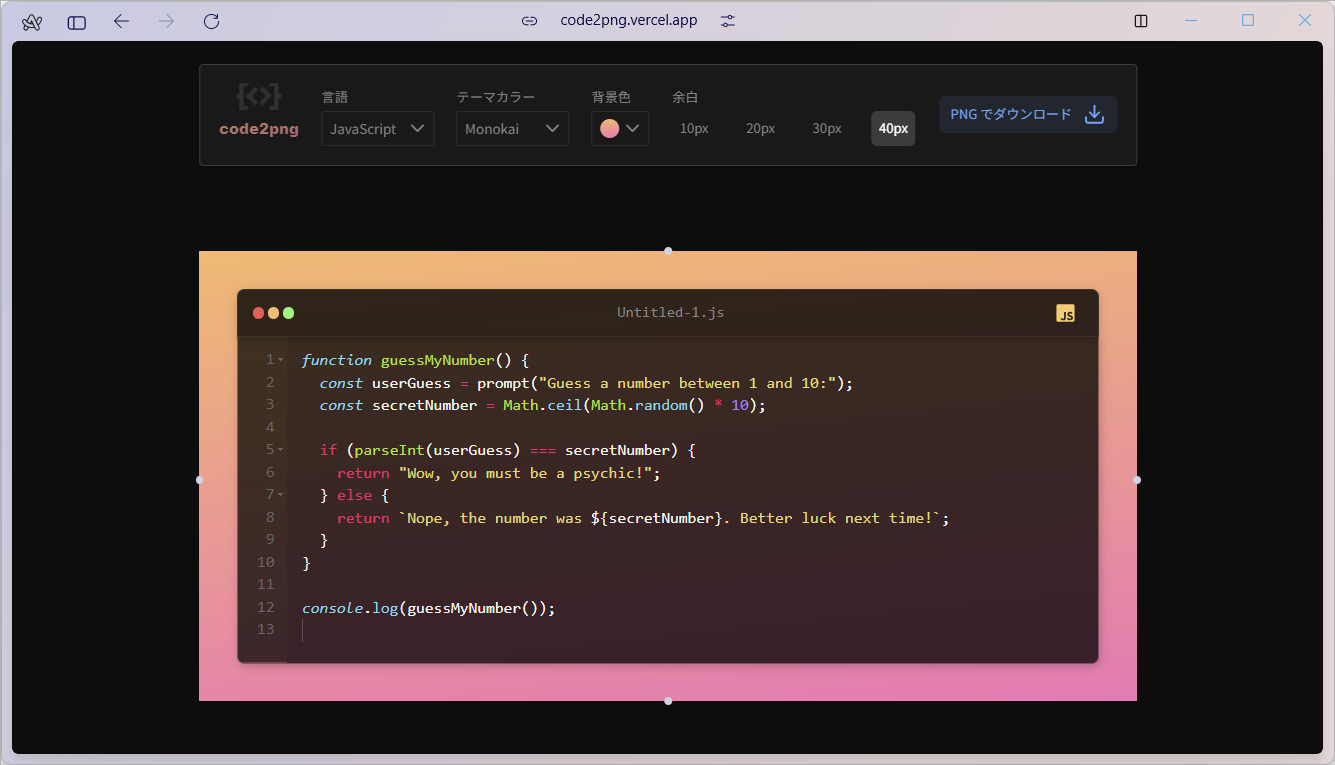 code2png.vercel.app
code2png
言語
JavaScript
テーマカラー
Monokai
背景色
余白
10px
20px
30px
40px
PNG でダウンロード
Untitled-1.js
JS
1 function guessMyNumber() {
2   const userGuess = prompt("Guess a number between 1 and 10:");
3   const secretNumber = Math.ceil(Math.random() * 10);
4
5   if (parseInt(userGuess) === secretNumber) {
6     return "Wow, you must be a psychic!";
7   } else {
8     return `Nope, the number was ${secretNumber}. Better luck next time!`;
9   }
10 }
11
12 console.log(guessMyNumber());
13